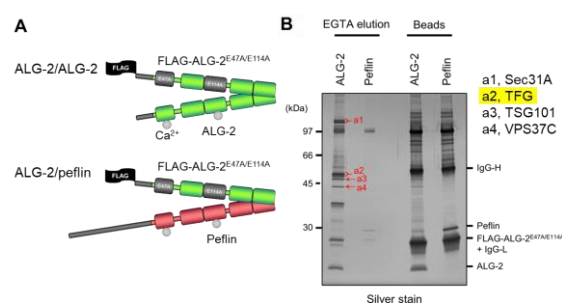 A
ALG-2/ALG-2
FLAG
FLAG-ALG-2E47A/E114A
E47A
E114A
Ca2+
ALG-2
ALG-2/peflin
FLAG
FLAG-ALG-2E47A/E114A
E47A
E114A
Peflin
B
EGTA elution
Beads
ALG-2
Peflin
ALG-2
Peflin
(kDa)
97
66
45
30
a1
a2
a3
a4
97
IgG-H
Peflin
FLAG-ALG-2E47A/E114A
+ IgG-L
ALG-2
Silver stain
a1, Sec31A
a2, TFG
a3, TSG101
a4, VPS37C